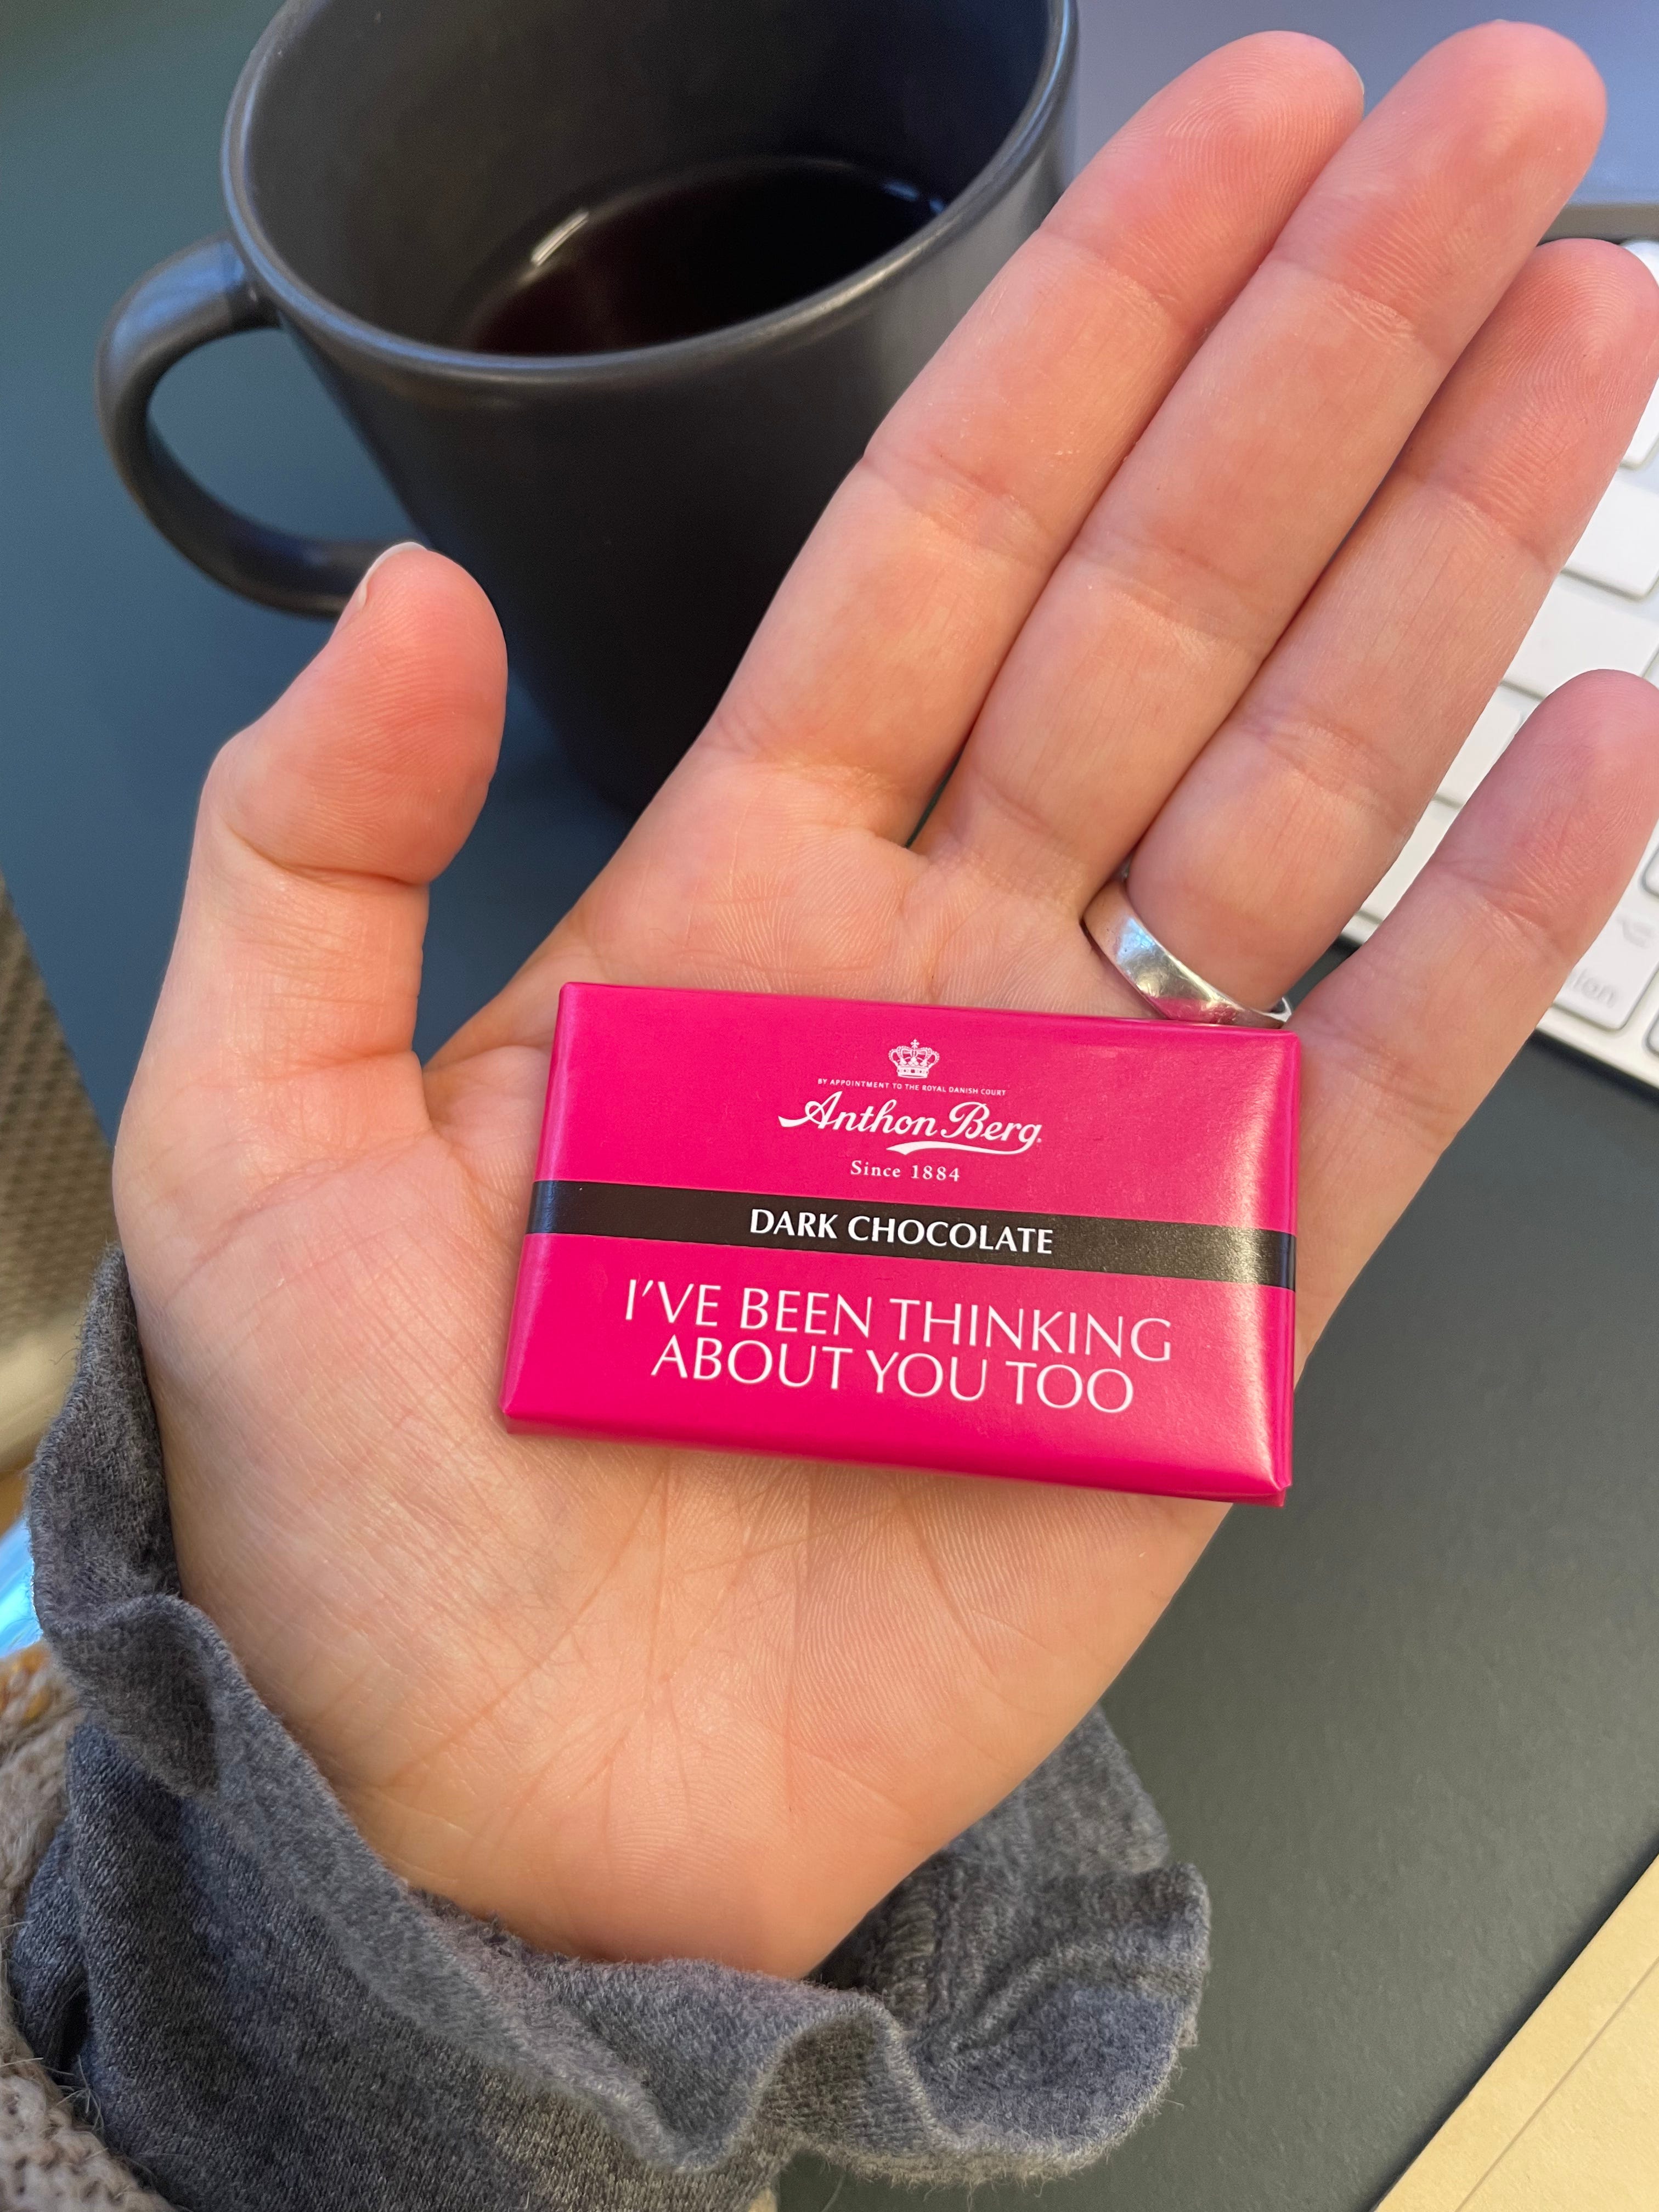 BY APPOINTMENT TO THE ROYAL DANISH COURT
Anthon Berg
Since 1884
DARK CHOCOLATE
I'VE BEEN THINKING
ABOUT YOU TOO